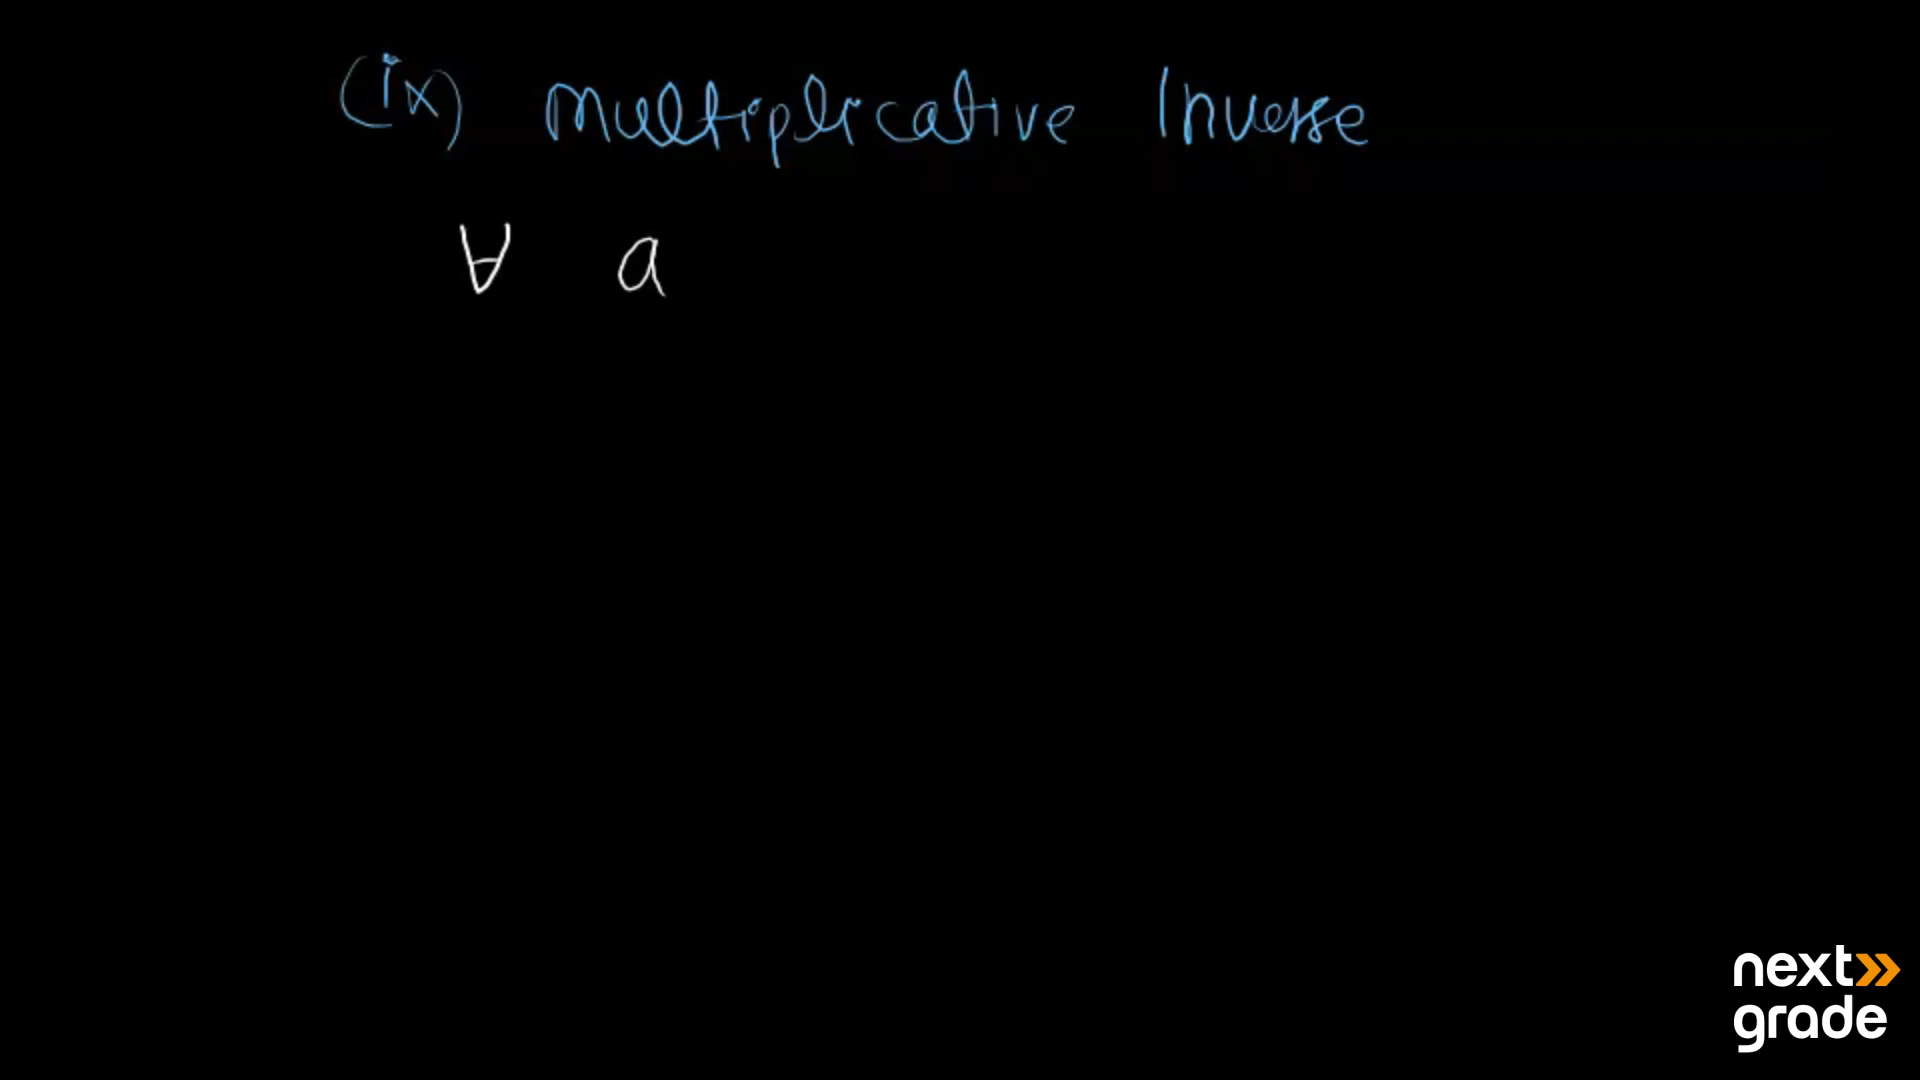 (ix) Multiplicative Inverse
∀ a
next
grade